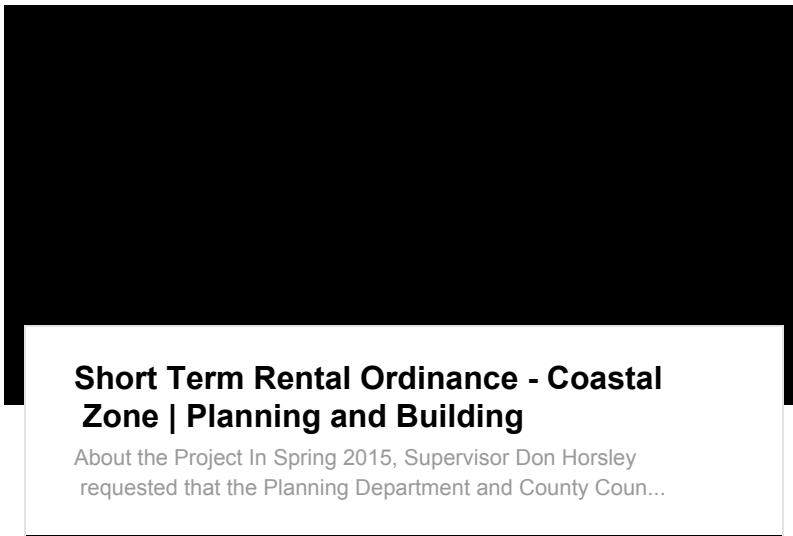 Short Term Rental Ordinance - Coastal
Zone | Planning and Building
About the Project In Spring 2015, Supervisor Don Horsley
requested that the Planning Department and County Coun...